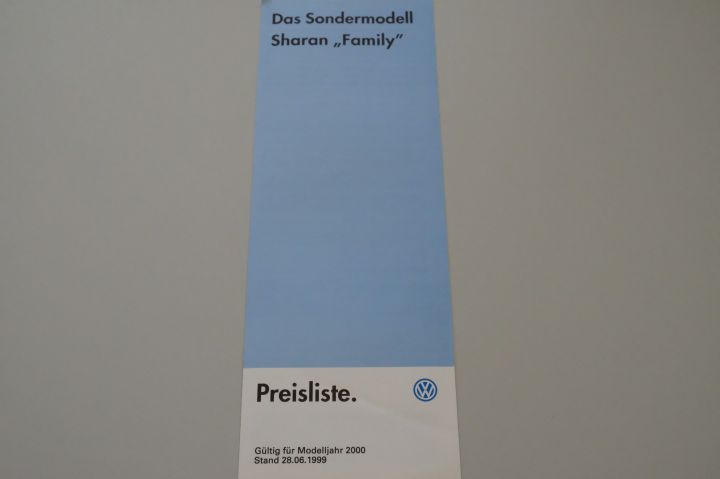 Das Sondermodell
Sharan „Family”
Preisliste.
Gültig für Modelljahr 2000
Stand 28.06.1999